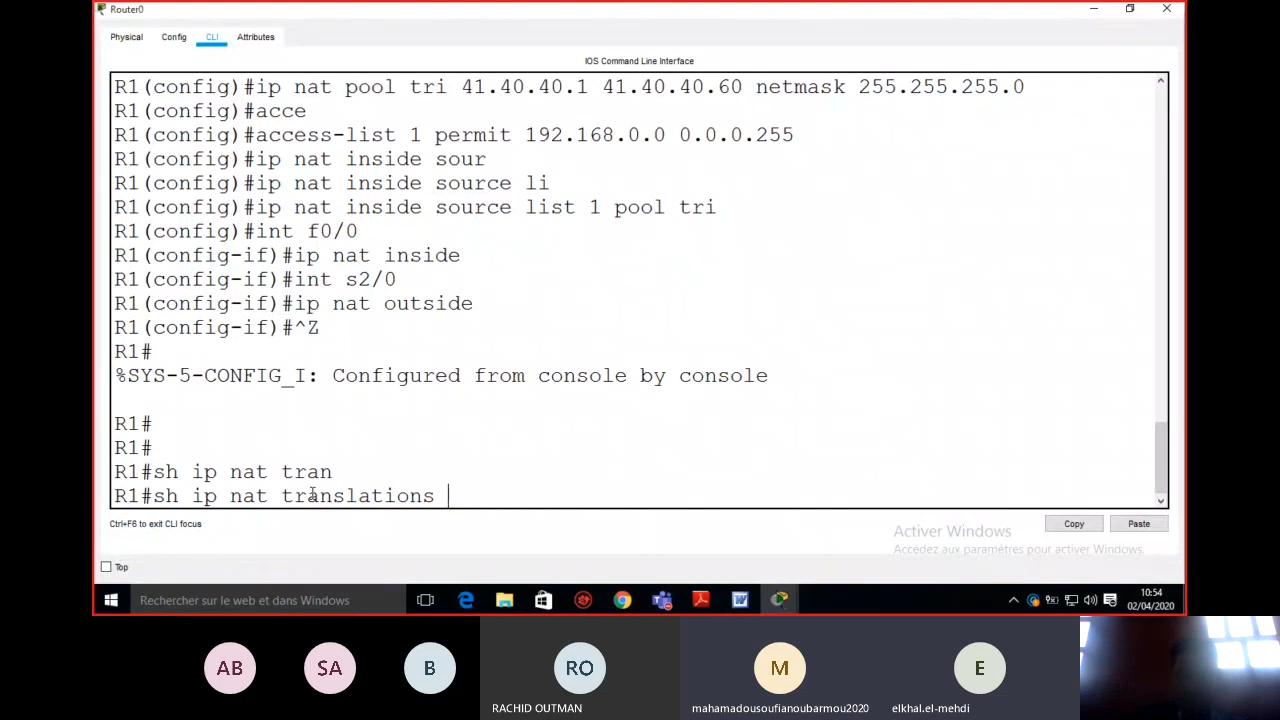 Router0
Physical Config CLI Attributes
IOS Command Line Interface
R1(config)#ip nat pool tri 41.40.40.1 41.40.40.60 netmask 255.255.255.0
R1(config)#acce
R1(config)#access-list 1 permit 192.168.0.0 0.0.0.255
R1(config)#ip nat inside sour
R1(config)#ip nat inside source li
R1(config)#ip nat inside source list 1 pool tri
R1(config)#int f0/0
R1(config-if)#ip nat inside
R1(config-if)#int s2/0
R1(config-if)#ip nat outside
R1(config-if)#^Z
R1#
%SYS-5-CONFIG_I: Configured from console by console
R1#
R1#
R1#sh ip nat tran
R1#sh ip nat translations
Ctrl+F6 to exit CLI focus
Copy Paste
Activer Windows
Accédez aux paramètres pour activer Windows.
Top
Rechercher sur le web et dans Windows
10:54
02/04/2020
AB SA B RO M E
RACHID OUTMAN mahamadousoufianoubarmou2020 elkhal.el-mehdi